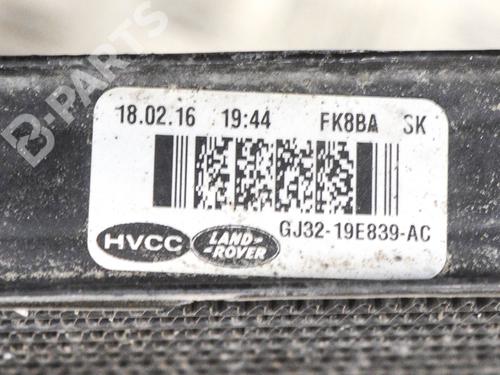 B-PARTS
18.02.16 19:44 FK8BA SK
HVCC LAND-ROVER GJ32-19E839-AC